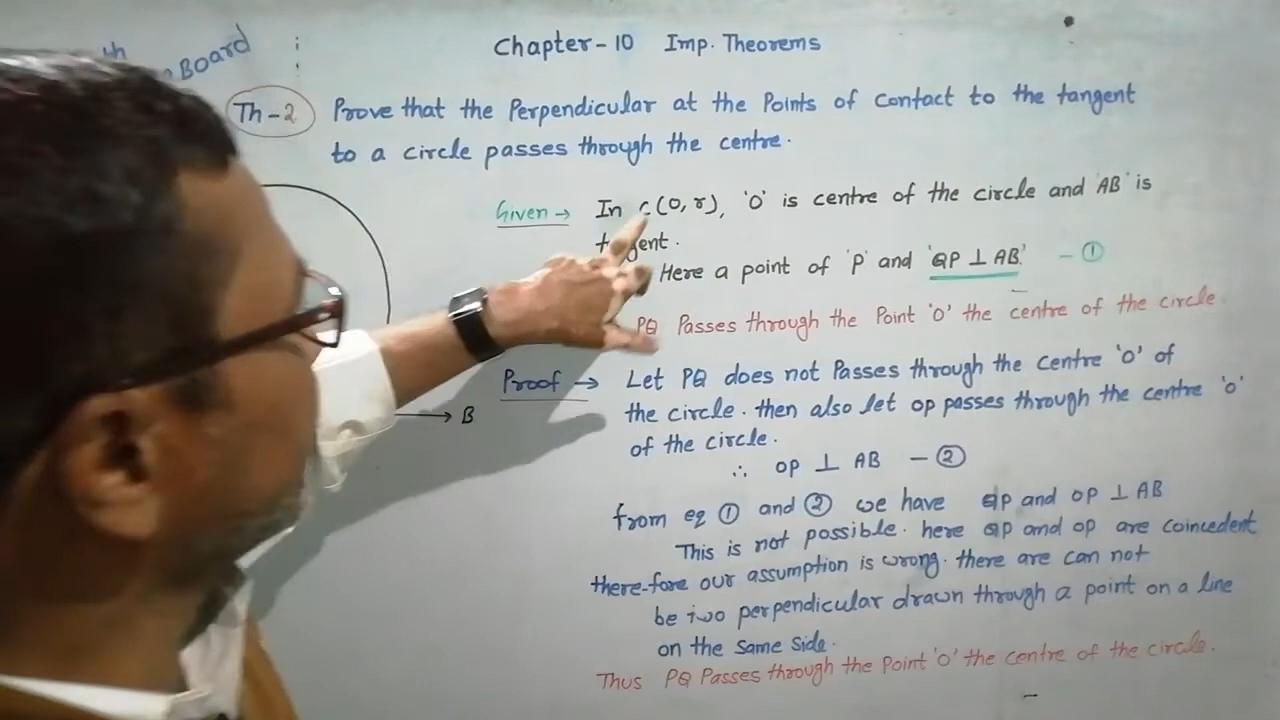 Chapter-10 Imp. Theorems
th
Board
Th-2 Prove that the Perpendicular at the Points of Contact to the tangent
to a circle passes through the centre.
Given → In C(O, r), 'O' is centre of the circle and 'AB' is
Here a point of 'P' and 'QP ⊥ AB' - ①
PQ Passes through the Point 'O' the centre of the circle.
Proof → Let PQ does not Passes through the Centre 'O' of
the circle. then also let OP passes through the centre 'O'
of the circle.
B
∴ OP ⊥ AB - ②
from eq ① and ② we have QP and OP ⊥ AB
This is not possible. here QP and OP are coincedent
there-fore our assumption is wrong. there are can not
be two perpendicular drawn through a point on a line
on the same side.
Thus PQ Passes through the Point 'O' the centre of the circle.